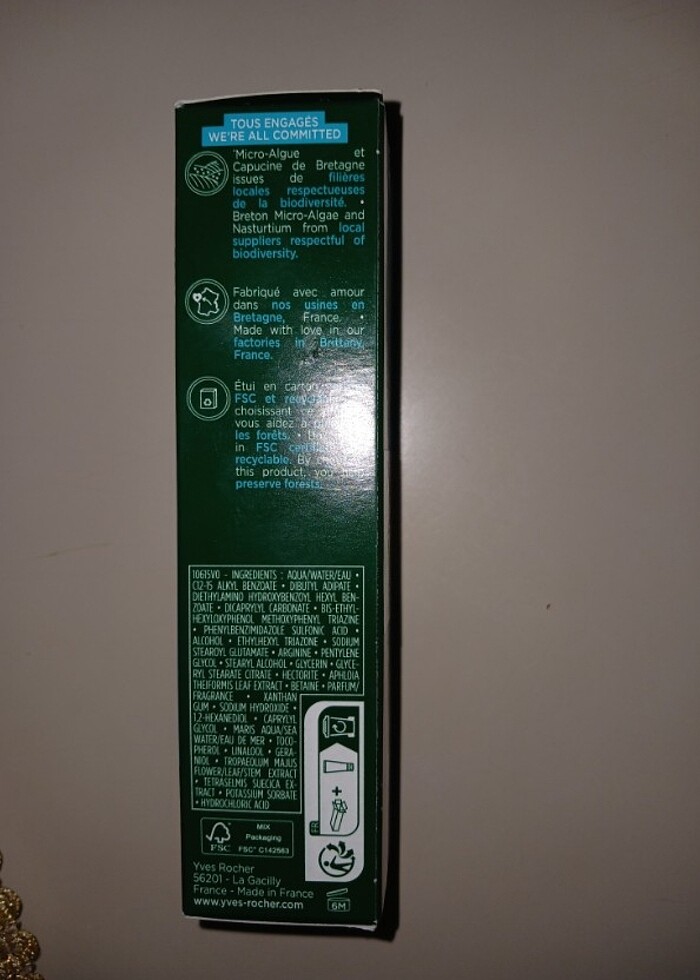 TOUS ENGAGÉS
WE'RE ALL COMMITTED
*Micro-Algue et
Capucine de Bretagne
issues de filières
locales respectueuses
de la biodiversité. •
Breton Micro-Algae and
Nasturtium from local
suppliers respectful of
biodiversity.
Fabriqué avec amour
dans nos usines en
Bretagne, France. •
Made with love in our
factories in Brittany,
France.
Étui en carton
FSC et
choisissant
vous aidez à
les forêts. •
in FSC
recyclable. By
this product, you
preserve forests.
10615V0 - INGREDIENTS : AQUA/WATER/EAU •
C12-15 ALKYL BENZOATE • DIBUTYL ADIPATE •
DIETHYLAMINO HYDROXYBENZOYL HEXYL BEN-
ZOATE • DICAPRYLYL CARBONATE • BIS-ETHYL-
HEXYLOXYPHENOL METHOXYPHENYL TRIAZINE
• PHENYLBENZIMIDAZOLE SULFONIC ACID •
ALCOHOL • ETHYLHEXYL TRIAZONE • SODIUM
STEAROYL GLUTAMATE • ARGININE • PENTYLENE
GLYCOL • STEARYL ALCOHOL • GLYCERIN • GLYCE-
RYL STEARATE CITRATE • HECTORITE • APHLOIA
THEIFORMIS LEAF EXTRACT • BETAINE • PARFUM/
FRAGRANCE • XANTHAN
GUM • SODIUM HYDROXIDE •
1,2-HEXANEDIOL • CAPRYLYL
GLYCOL • MARIS AQUA/SEA
WATER/EAU DE MER • TOCO-
PHEROL • LINALOOL • GERA-
NIOL • TROPAEOLUM MAJUS
FLOWER/LEAF/STEM EXTRACT
• TETRASELMIS SUECICA EX-
TRACT • POTASSIUM SORBATE
• HYDROCHLORIC ACID
FR
+
FSC
MIX
Packaging
FSC® C142563
Yves Rocher
56201 - La Gacilly
France - Made in France
www.yves-rocher.com
6M